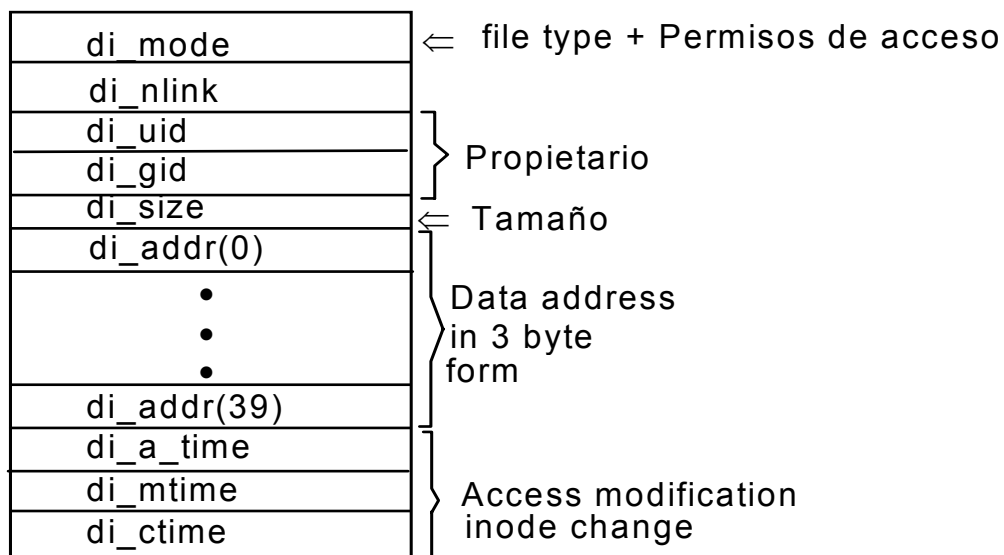 di_mode
⇐ file type + Permisos de acceso
di_nlink
di_uid
di_gid
Propietario
di_size
⇐ Tamaño
di_addr(0)
•
•
•
Data address
in 3 byte
form
di_addr(39)
di_a_time
di_mtime
di_ctime
Access modification
inode change